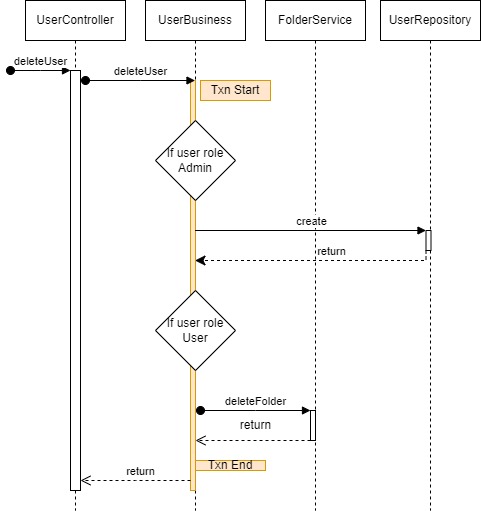 UserController
UserBusiness
FolderService
UserRepository
deleteUser
deleteUser
Txn Start
If user role
Admin
create
return
If user role
User
deleteFolder
return
Txn End
return